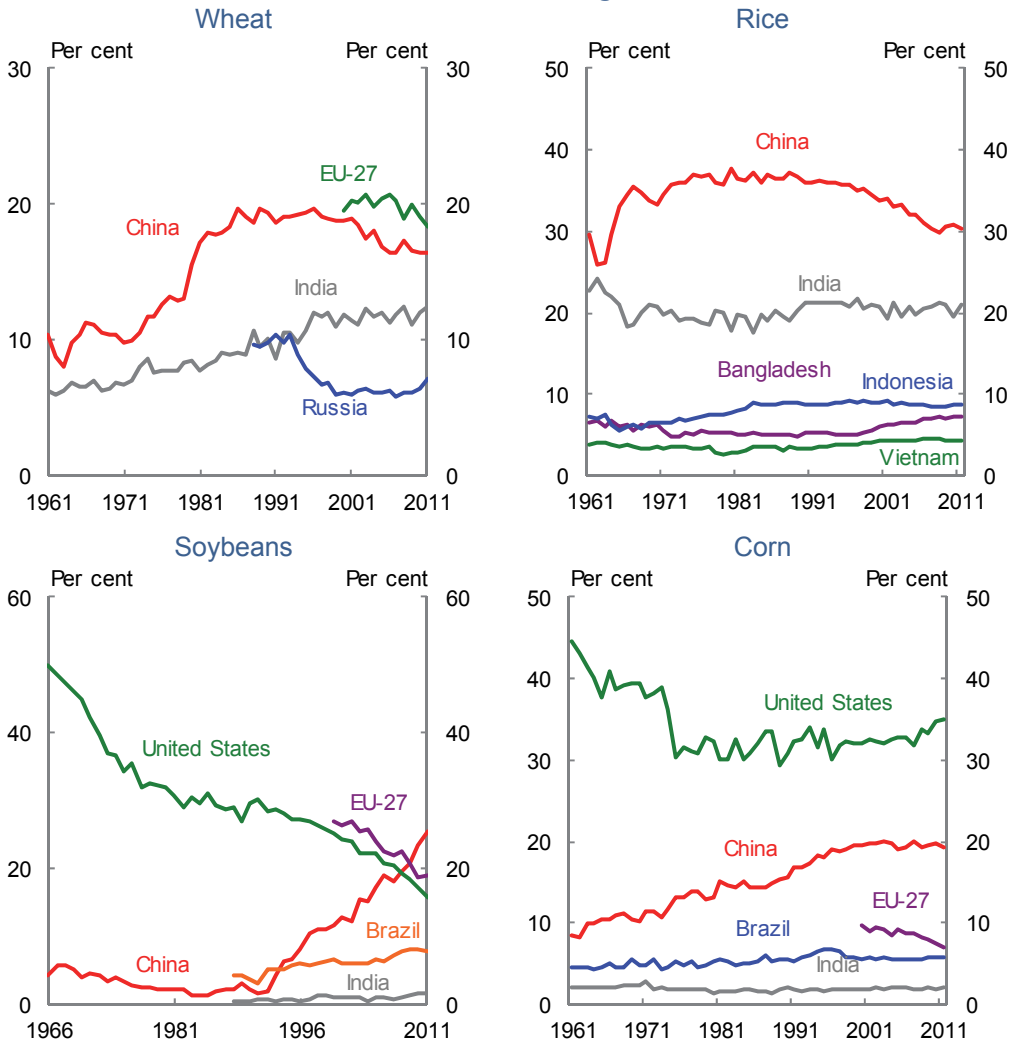 Wheat
Per cent Per cent
30 30
China
EU-27
20 20
India
10 10
Russia
0 0
1961 1971 1981 1991 2001 2011
Rice
Per cent Per cent
50 50
China
40 40
30 30
India
20 20
Bangladesh
Indonesia
10 10
Vietnam
0 0
1961 1971 1981 1991 2001 2011
Soybeans
Per cent Per cent
60 60
United States
40 40
EU-27
20 20
China
Brazil
India
0 0
1966 1981 1996 2011
Corn
Per cent Per cent
50 50
40 40
United States
30 30
China
20 20
EU-27
Brazil
10 10
India
0 0
1961 1971 1981 1991 2001 2011